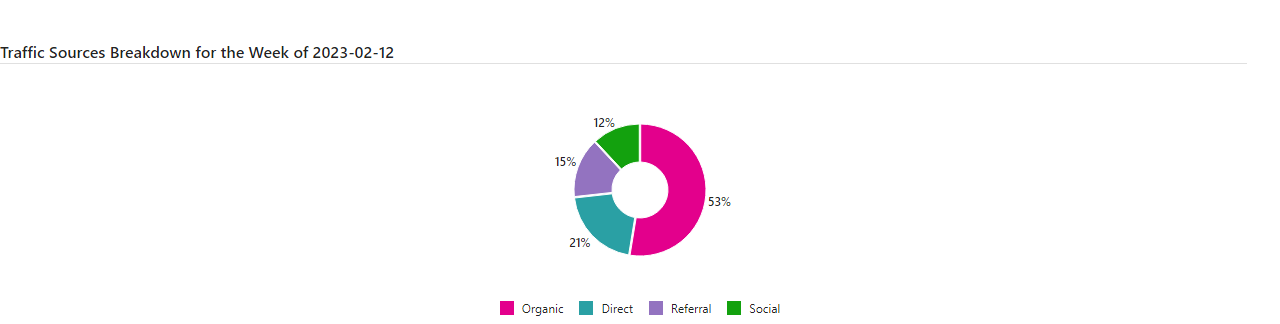 Traffic Sources Breakdown for the Week of 2023-02-12
12%
15%
53%
21%
Organic Direct Referral Social